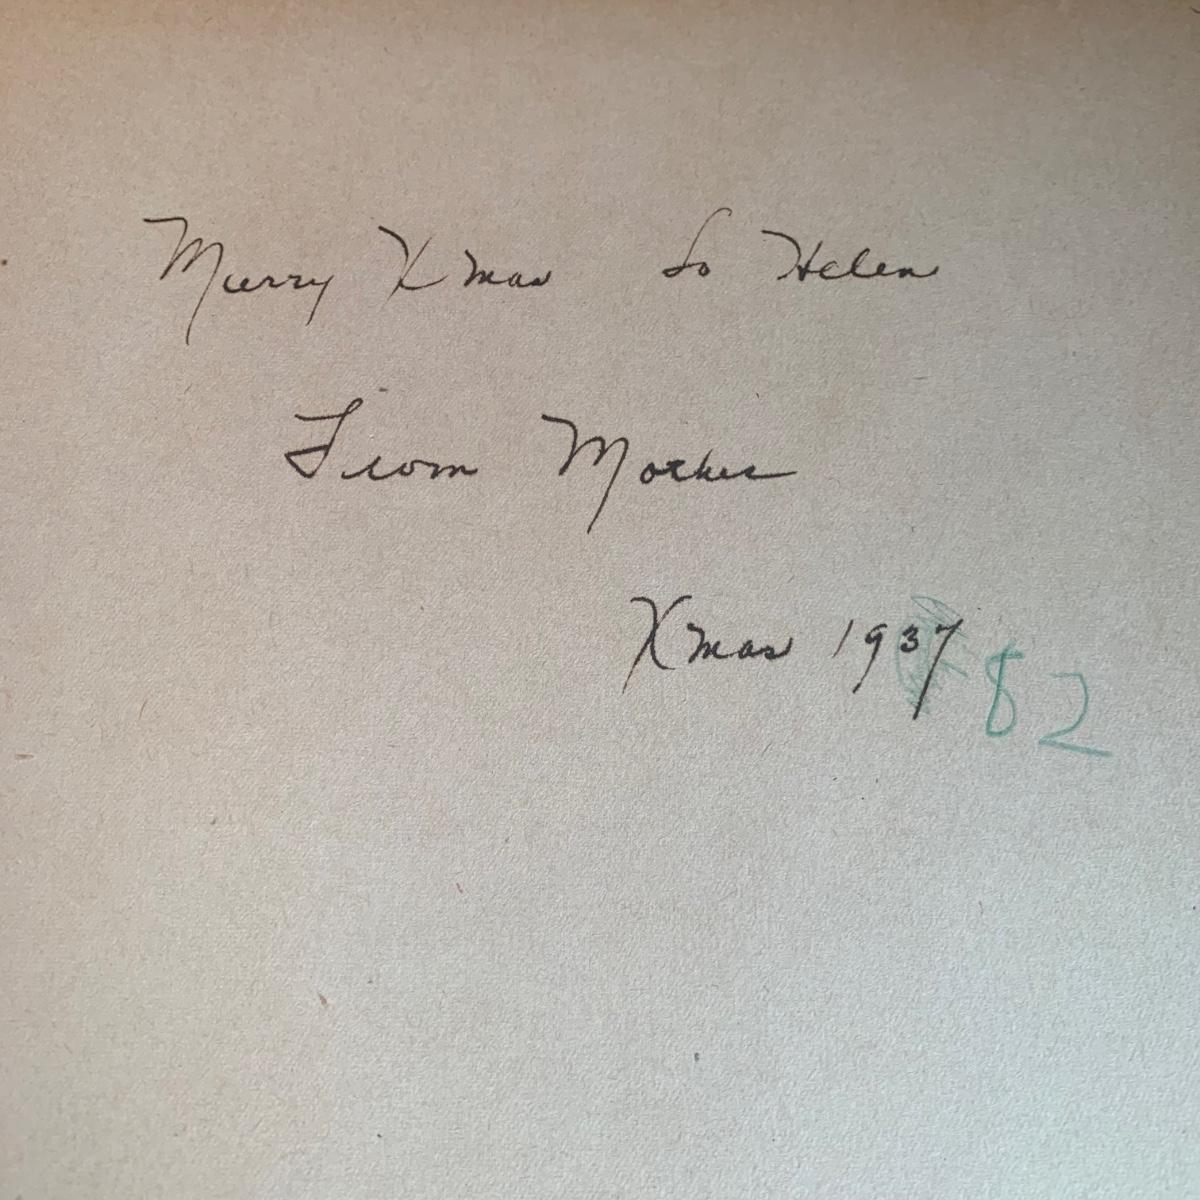 Merry Xmas to Helen
From Mother
Xmas 1937 82